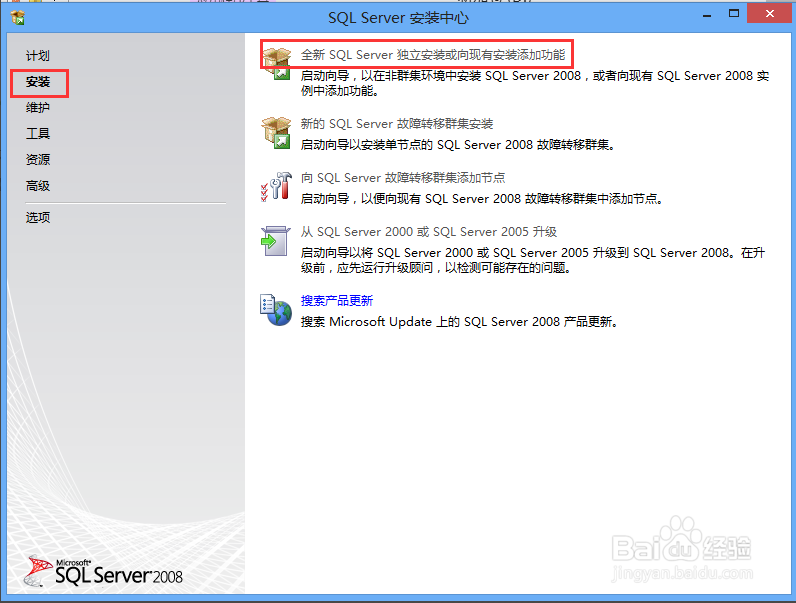 SQL Server 安装中心
计划
安装
维护
工具
资源
高级
选项
全新 SQL Server 独立安装或向现有安装添加功能
启动向导，以在非群集环境中安装 SQL Server 2008，或者向现有 SQL Server 2008 实
例中添加功能。
新的 SQL Server 故障转移群集安装
启动向导以安装单节点的 SQL Server 2008 故障转移群集。
向 SQL Server 故障转移群集添加节点
启动向导，以便向现有 SQL Server 2008 故障转移群集中添加节点。
从 SQL Server 2000 或 SQL Server 2005 升级
启动向导以将 SQL Server 2000 或 SQL Server 2005 升级到 SQL Server 2008。在升
级前，应先运行升级顾问，以检测可能存在的问题。
搜索产品更新
搜索 Microsoft Update 上的 SQL Server 2008 产品更新。
Microsoft®
SQL Server 2008
Baidu 经验
jingyan.baidu.com